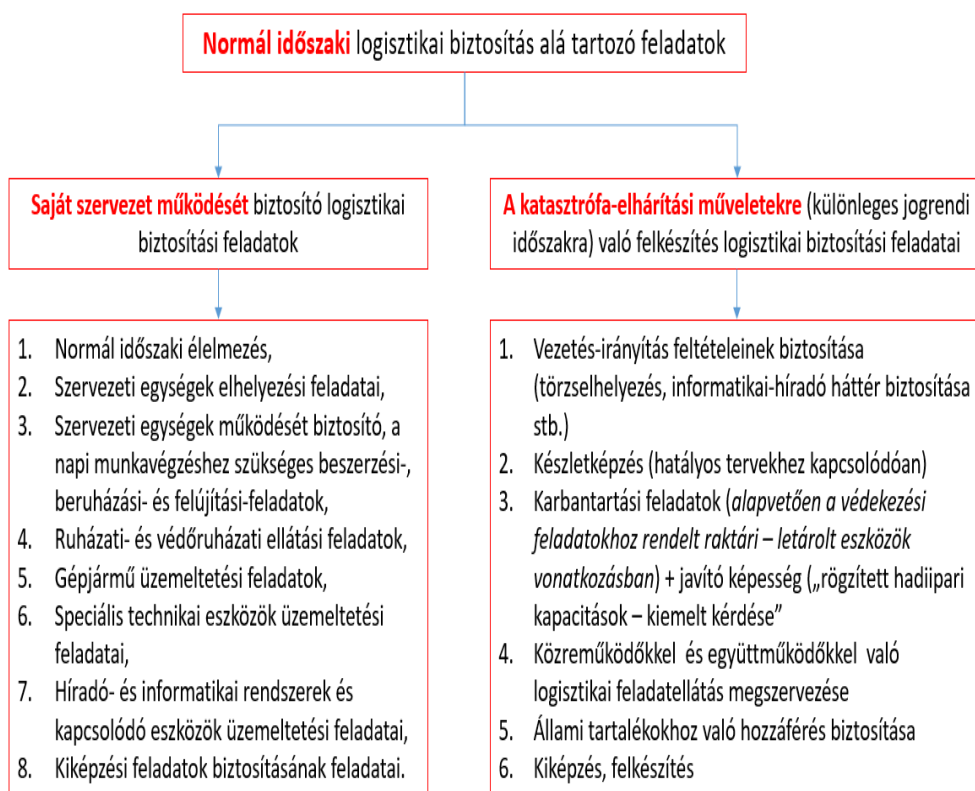 Normál időszaki logisztikai biztosítás alá tartozó feladatok
Saját szervezet működését biztosító logisztikai
biztosítási feladatok
1. Normál időszaki élelmezés,
2. Szervezeti egységek elhelyezési feladatai,
3. Szervezeti egységek működését biztosító, a
napi munkavégzéshez szükséges beszerzési-,
beruházási- és felújítási-feladatok,
4. Ruházati- és védőruházati ellátási feladatok,
5. Gépjármű üzemeltetési feladatok,
6. Speciális technikai eszközök üzemeltetési
feladatai,
7. Híradó- és informatikai rendszerek és
kapcsolódó eszközök üzemeltetési feladatai,
8. Kiképzési feladatok biztosításának feladatai.
A katasztrófa-elhárítási műveletekre (különleges jogrendi
időszakra) való felkészítés logisztikai biztosítási feladatai
1. Vezetés-irányítás feltételeinek biztosítása
(törzselhelyezés, informatikai-híradó háttér biztosítása
stb.)
2. Készletképzés (hatályos tervekhez kapcsolódóan)
3. Karbantartási feladatok (alapvetően a védekezési
feladatokhoz rendelt raktári – letárolt eszközök
vonatkozásban) + javító képesség („rögzített hadiipari
kapacitások – kiemelt kérdése”
4. Közreműködőkkel és együttműködőkkel való
logisztikai feladatellátás megszervezése
5. Állami tartalékokhoz való hozzáférés biztosítása
6. Kiképzés, felkészítés